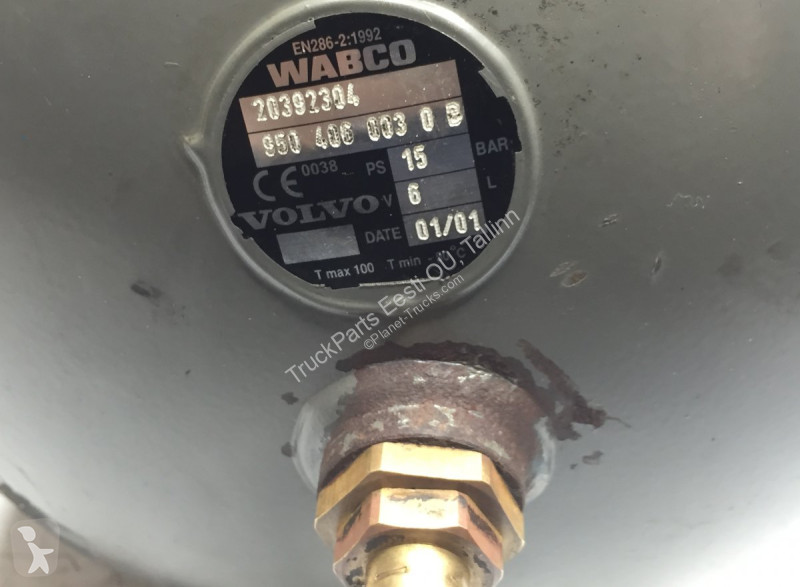 EN286-2:1992
WABCO
20392304
950 406 003 0 B
CE 0038 PS 15 BAR
VOLVO V 6 L
DATE 01/01
T max 100 T min - °C
TruckParts Eesti OÜ, Tallinn
©Planet-Trucks.com